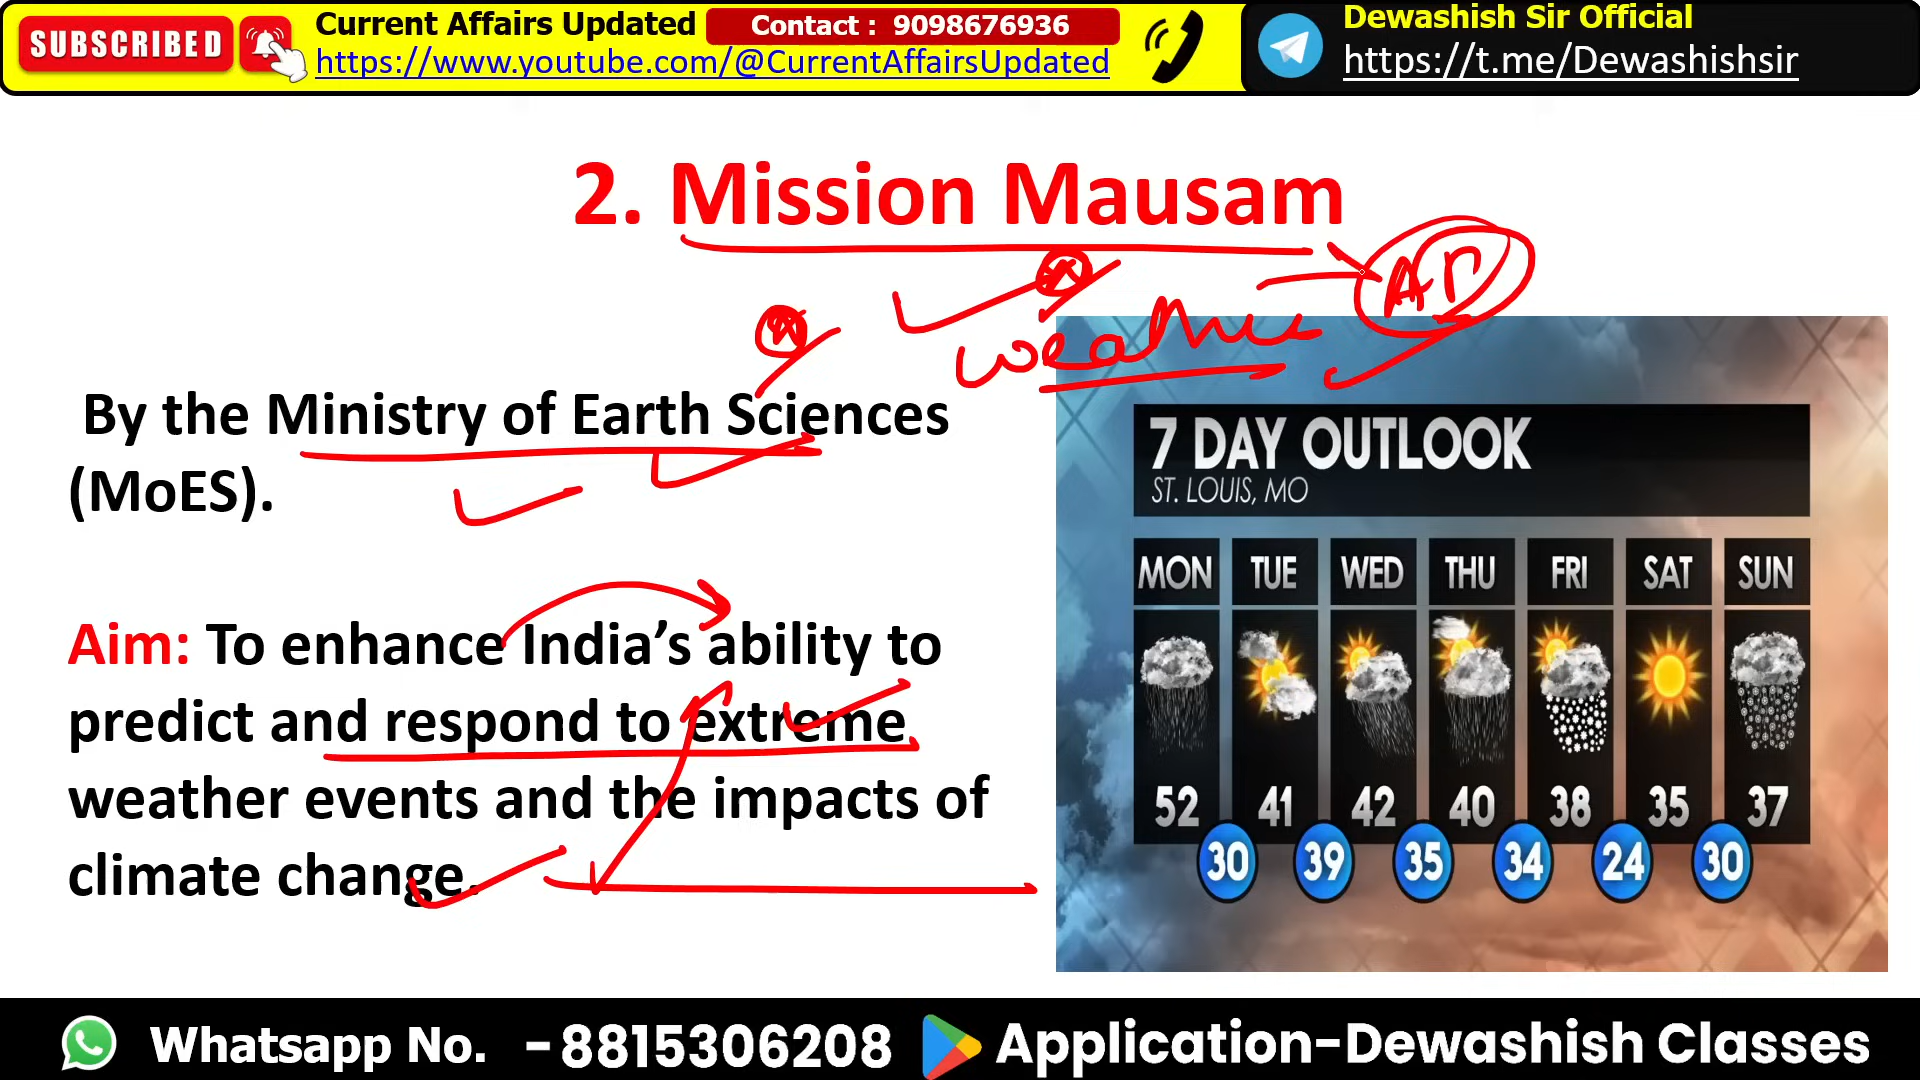 SUBSCRIBED
Current Affairs Updated
Contact : 9098676936
https://www.youtube.com/@CurrentAffairsUpdated
Dewashish Sir Official
https://t.me/Dewashishsir
2. Mission Mausam
weather
By the Ministry of Earth Sciences
(MoES).
Aim: To enhance India's ability to
predict and respond to extreme
weather events and the impacts of
climate change.
7 DAY OUTLOOK
ST. LOUIS, MO
MON TUE WED THU FRI SAT SUN
52 41 42 40 38 35 37
30 39 35 34 24 30
Whatsapp No. - 8815306208
Application-Dewashish Classes